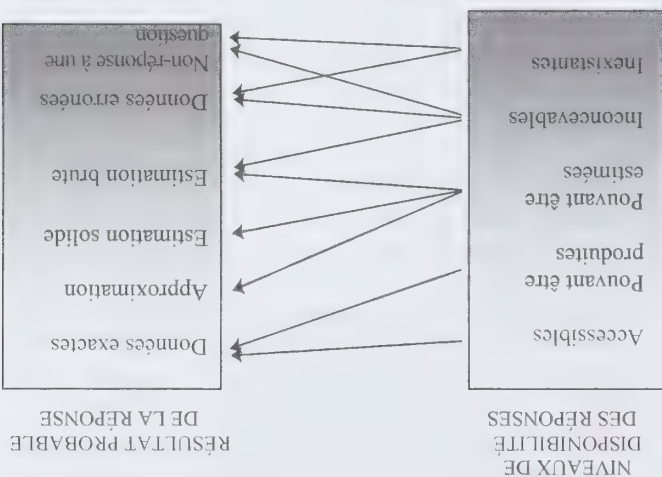 NIVEAUX DE
DISPONIBILITÉ
DES RÉPONSES
Accessibles
Pouvant être
produites
Pouvant être
estimées
Inconcevables
Inexistantes
RÉSULTAT PROBABLE
DE LA RÉPONSE
Données exactes
Approximation
Estimation solide
Estimation brute
Données erronées
Non-réponse à une
question